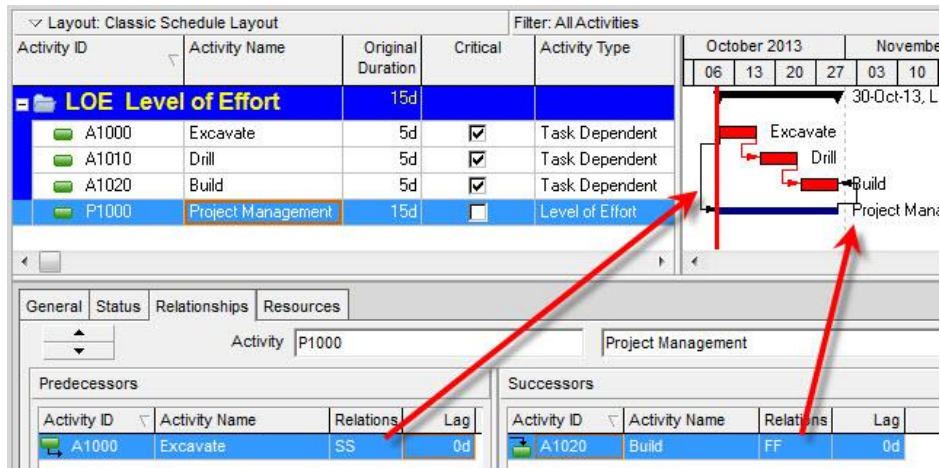 Layout: Classic Schedule Layout Filter: All Activities
Activity ID Activity Name Original Duration Critical Activity Type October 2013 Novembe
06 13 20 27 03 10
LOE Level of Effort 15d 30-Oct-13, L
A1000 Excavate 5d Task Dependent Excavate
A1010 Drill 5d Task Dependent Drill
A1020 Build 5d Task Dependent Build
P1000 Project Management 15d Level of Effort Project Mana
General Status Relationships Resources
Activity P1000 Project Management
Predecessors Successors
Activity ID Activity Name Relations Lag Activity ID Activity Name Relations Lag
A1000 Excavate SS 0d A1020 Build FF 0d